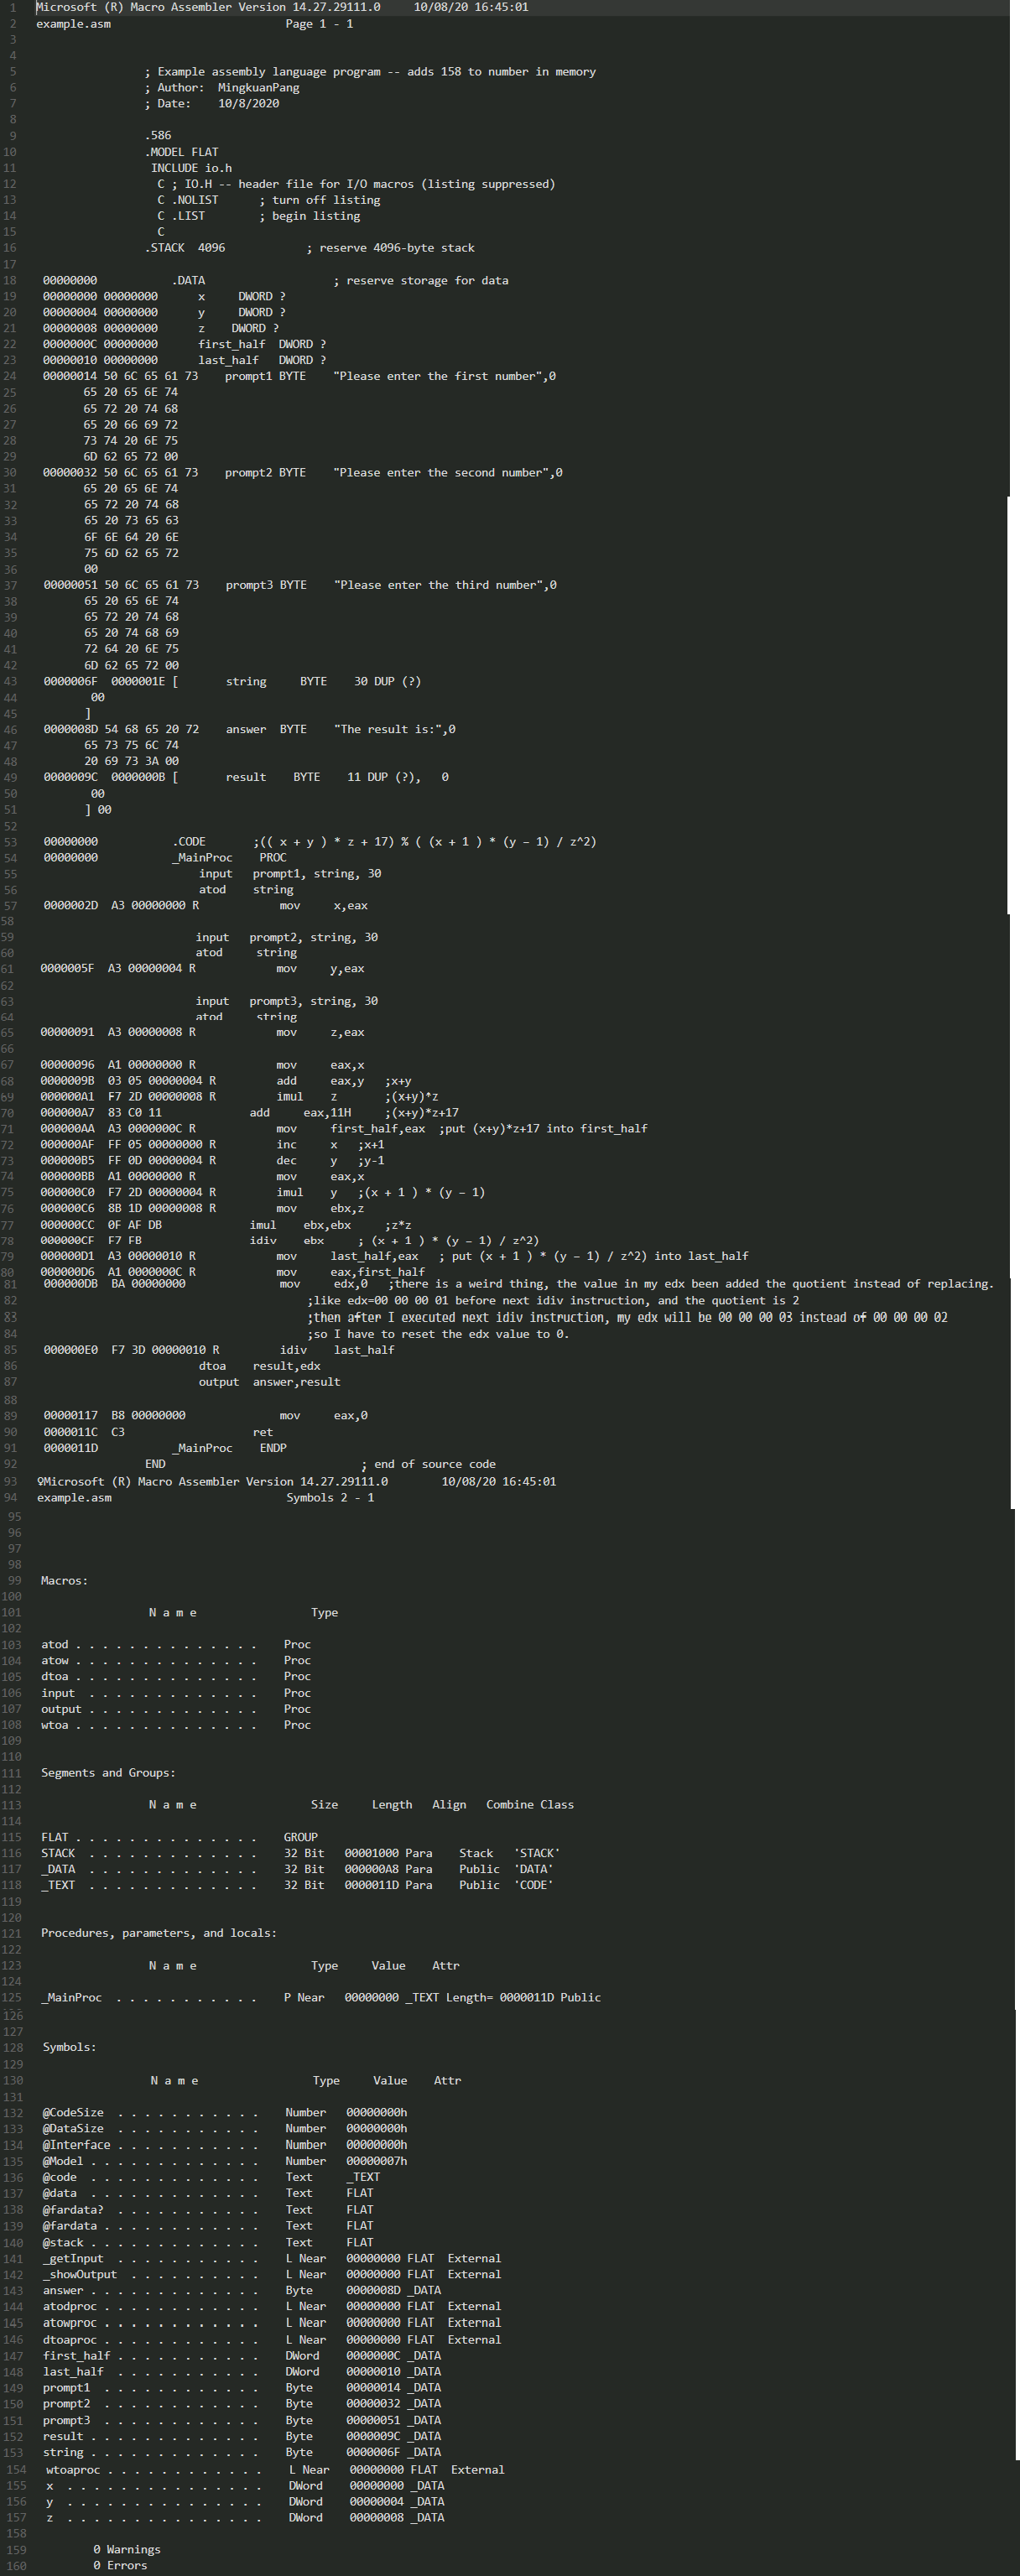 1 Microsoft (R) Macro Assembler Version 14.27.29111.0 10/08/20 16:45:01
2 example.asm Page 1 - 1
3
4
5 ; Example assembly language program -- adds 158 to number in memory
6 ; Author: MingkuanPang
7 ; Date: 10/8/2020
8
9 .586
10 .MODEL FLAT
11 INCLUDE io.h
12 C ; IO.H -- header file for I/O macros (listing suppressed)
13 C .NOLIST ; turn off listing
14 C .LIST ; begin listing
15 C
16 .STACK 4096 ; reserve 4096-byte stack
17
18 00000000 .DATA ; reserve storage for data
19 00000000 00000000 x DWORD ?
20 00000004 00000000 y DWORD ?
21 00000008 00000000 z DWORD ?
22 0000000C 00000000 first_half DWORD ?
23 00000010 00000000 last_half DWORD ?
24 00000014 50 6C 65 61 73 prompt1 BYTE "Please enter the first number",0
25 65 20 65 6E 74
26 65 72 20 74 68
27 65 20 66 69 72
28 73 74 20 6E 75
29 6D 62 65 72 00
30 00000032 50 6C 65 61 73 prompt2 BYTE "Please enter the second number",0
31 65 20 65 6E 74
32 65 72 20 74 68
33 65 20 73 65 63
34 6F 6E 64 20 6E
35 75 6D 62 65 72
36 00
37 00000051 50 6C 65 61 73 prompt3 BYTE "Please enter the third number",0
38 65 20 65 6E 74
39 65 72 20 74 68
40 65 20 74 68 69
41 72 64 20 6E 75
42 6D 62 65 72 00
43 0000006F 0000001E [ string BYTE 30 DUP (?)
44 00
45 ]
46 0000008D 54 68 65 20 72 answer BYTE "The result is:",0
47 65 73 75 6C 74
48 20 69 73 3A 00
49 0000009C 0000000B [ result BYTE 11 DUP (?), 0
50 00
51 ] 00
52
53 00000000 .CODE ;(( x + y ) * z + 17) % ( (x + 1 ) * (y – 1) / z^2)
54 00000000 _MainProc PROC
55 input prompt1, string, 30
56 atod string
57 0000002D A3 00000000 R mov x,eax
58
59 input prompt2, string, 30
60 atod string
61 0000005F A3 00000004 R mov y,eax
62
63 input prompt3, string, 30
64 atod string
65 00000091 A3 00000008 R mov z,eax
66
67 00000096 A1 00000000 R mov eax,x
68 0000009B 03 05 00000004 R add eax,y ;x+y
69 000000A1 F7 2D 00000008 R imul z ;(x+y)*z
70 000000A7 83 C0 11 add eax,11H ;(x+y)*z+17
71 000000AA A3 0000000C R mov first_half,eax ;put (x+y)*z+17 into first_half
72 000000AF FF 05 00000000 R inc x ;x+1
73 000000B5 FF 0D 00000004 R dec y ;y-1
74 000000BB A1 00000000 R mov eax,x
75 000000C0 F7 2D 00000004 R imul y ;(x + 1 ) * (y – 1)
76 000000C6 8B 1D 00000008 R mov ebx,z
77 000000CC 0F AF DB imul ebx,ebx ;z*z
78 000000CF F7 FB idiv ebx ; (x + 1 ) * (y – 1) / z^2)
79 000000D1 A3 00000010 R mov last_half,eax ; put (x + 1 ) * (y – 1) / z^2) into last_half
80 000000D6 A1 0000000C R mov eax,first_half
81 000000DB BA 00000000 mov edx,0 ;there is a weird thing, the value in my edx been added the quotient instead of replacing.
82 ;like edx=00 00 00 01 before next idiv instruction, and the quotient is 2
83 ;then after I executed next idiv instruction, my edx will be 00 00 00 03 instead of 00 00 00 02
84 ;so I have to reset the edx value to 0.
85 000000E0 F7 3D 00000010 R idiv last_half
86 dtoa result,edx
87 output answer,result
88
89 00000117 B8 00000000 mov eax,0
90 0000011C C3 ret
91 0000011D _MainProc ENDP
92 END ; end of source code
93 ♀Microsoft (R) Macro Assembler Version 14.27.29111.0 10/08/20 16:45:01
94 example.asm Symbols 2 - 1
95
96
97
98
99 Macros:
100
101 N a m e Type
102
103 atod . . . . . . . . . . . . . . Proc
104 atow . . . . . . . . . . . . . . Proc
105 dtoa . . . . . . . . . . . . . . Proc
106 input . . . . . . . . . . . . . Proc
107 output . . . . . . . . . . . . . Proc
108 wtoa . . . . . . . . . . . . . . Proc
109
110
111 Segments and Groups:
112
113 N a m e Size Length Align Combine Class
114
115 FLAT . . . . . . . . . . . . . . GROUP
116 STACK . . . . . . . . . . . . . 32 Bit 00001000 Para Stack 'STACK'
117 _DATA . . . . . . . . . . . . . 32 Bit 000000A8 Para Public 'DATA'
118 _TEXT . . . . . . . . . . . . . 32 Bit 0000011D Para Public 'CODE'
119
120
121 Procedures, parameters, and locals:
122
123 N a m e Type Value Attr
124
125 _MainProc . . . . . . . . . . . P Near 00000000 _TEXT Length= 0000011D Public
126
127
128 Symbols:
129
130 N a m e Type Value Attr
131
132 @CodeSize . . . . . . . . . . . Number 00000000h
133 @DataSize . . . . . . . . . . . Number 00000000h
134 @Interface . . . . . . . . . . . Number 00000000h
135 @Model . . . . . . . . . . . . . Number 00000007h
136 @code . . . . . . . . . . . . . Text _TEXT
137 @data . . . . . . . . . . . . . Text FLAT
138 @fardata? . . . . . . . . . . . Text FLAT
139 @fardata . . . . . . . . . . . . Text FLAT
140 @stack . . . . . . . . . . . . . Text FLAT
141 _getInput . . . . . . . . . . . L Near 00000000 FLAT External
142 _showOutput . . . . . . . . . . L Near 00000000 FLAT External
143 answer . . . . . . . . . . . . . Byte 0000008D _DATA
144 atodproc . . . . . . . . . . . . L Near 00000000 FLAT External
145 atowproc . . . . . . . . . . . . L Near 00000000 FLAT External
146 dtoaproc . . . . . . . . . . . . L Near 00000000 FLAT External
147 first_half . . . . . . . . . . . DWord 0000000C _DATA
148 last_half . . . . . . . . . . . DWord 00000010 _DATA
149 prompt1 . . . . . . . . . . . . Byte 00000014 _DATA
150 prompt2 . . . . . . . . . . . . Byte 00000032 _DATA
151 prompt3 . . . . . . . . . . . . Byte 00000051 _DATA
152 result . . . . . . . . . . . . . Byte 0000009C _DATA
153 string . . . . . . . . . . . . . Byte 0000006F _DATA
154 wtoaproc . . . . . . . . . . . . L Near 00000000 FLAT External
155 x . . . . . . . . . . . . . . . DWord 00000000 _DATA
156 y . . . . . . . . . . . . . . . DWord 00000004 _DATA
157 z . . . . . . . . . . . . . . . DWord 00000008 _DATA
158
159 0 Warnings
160 0 Errors